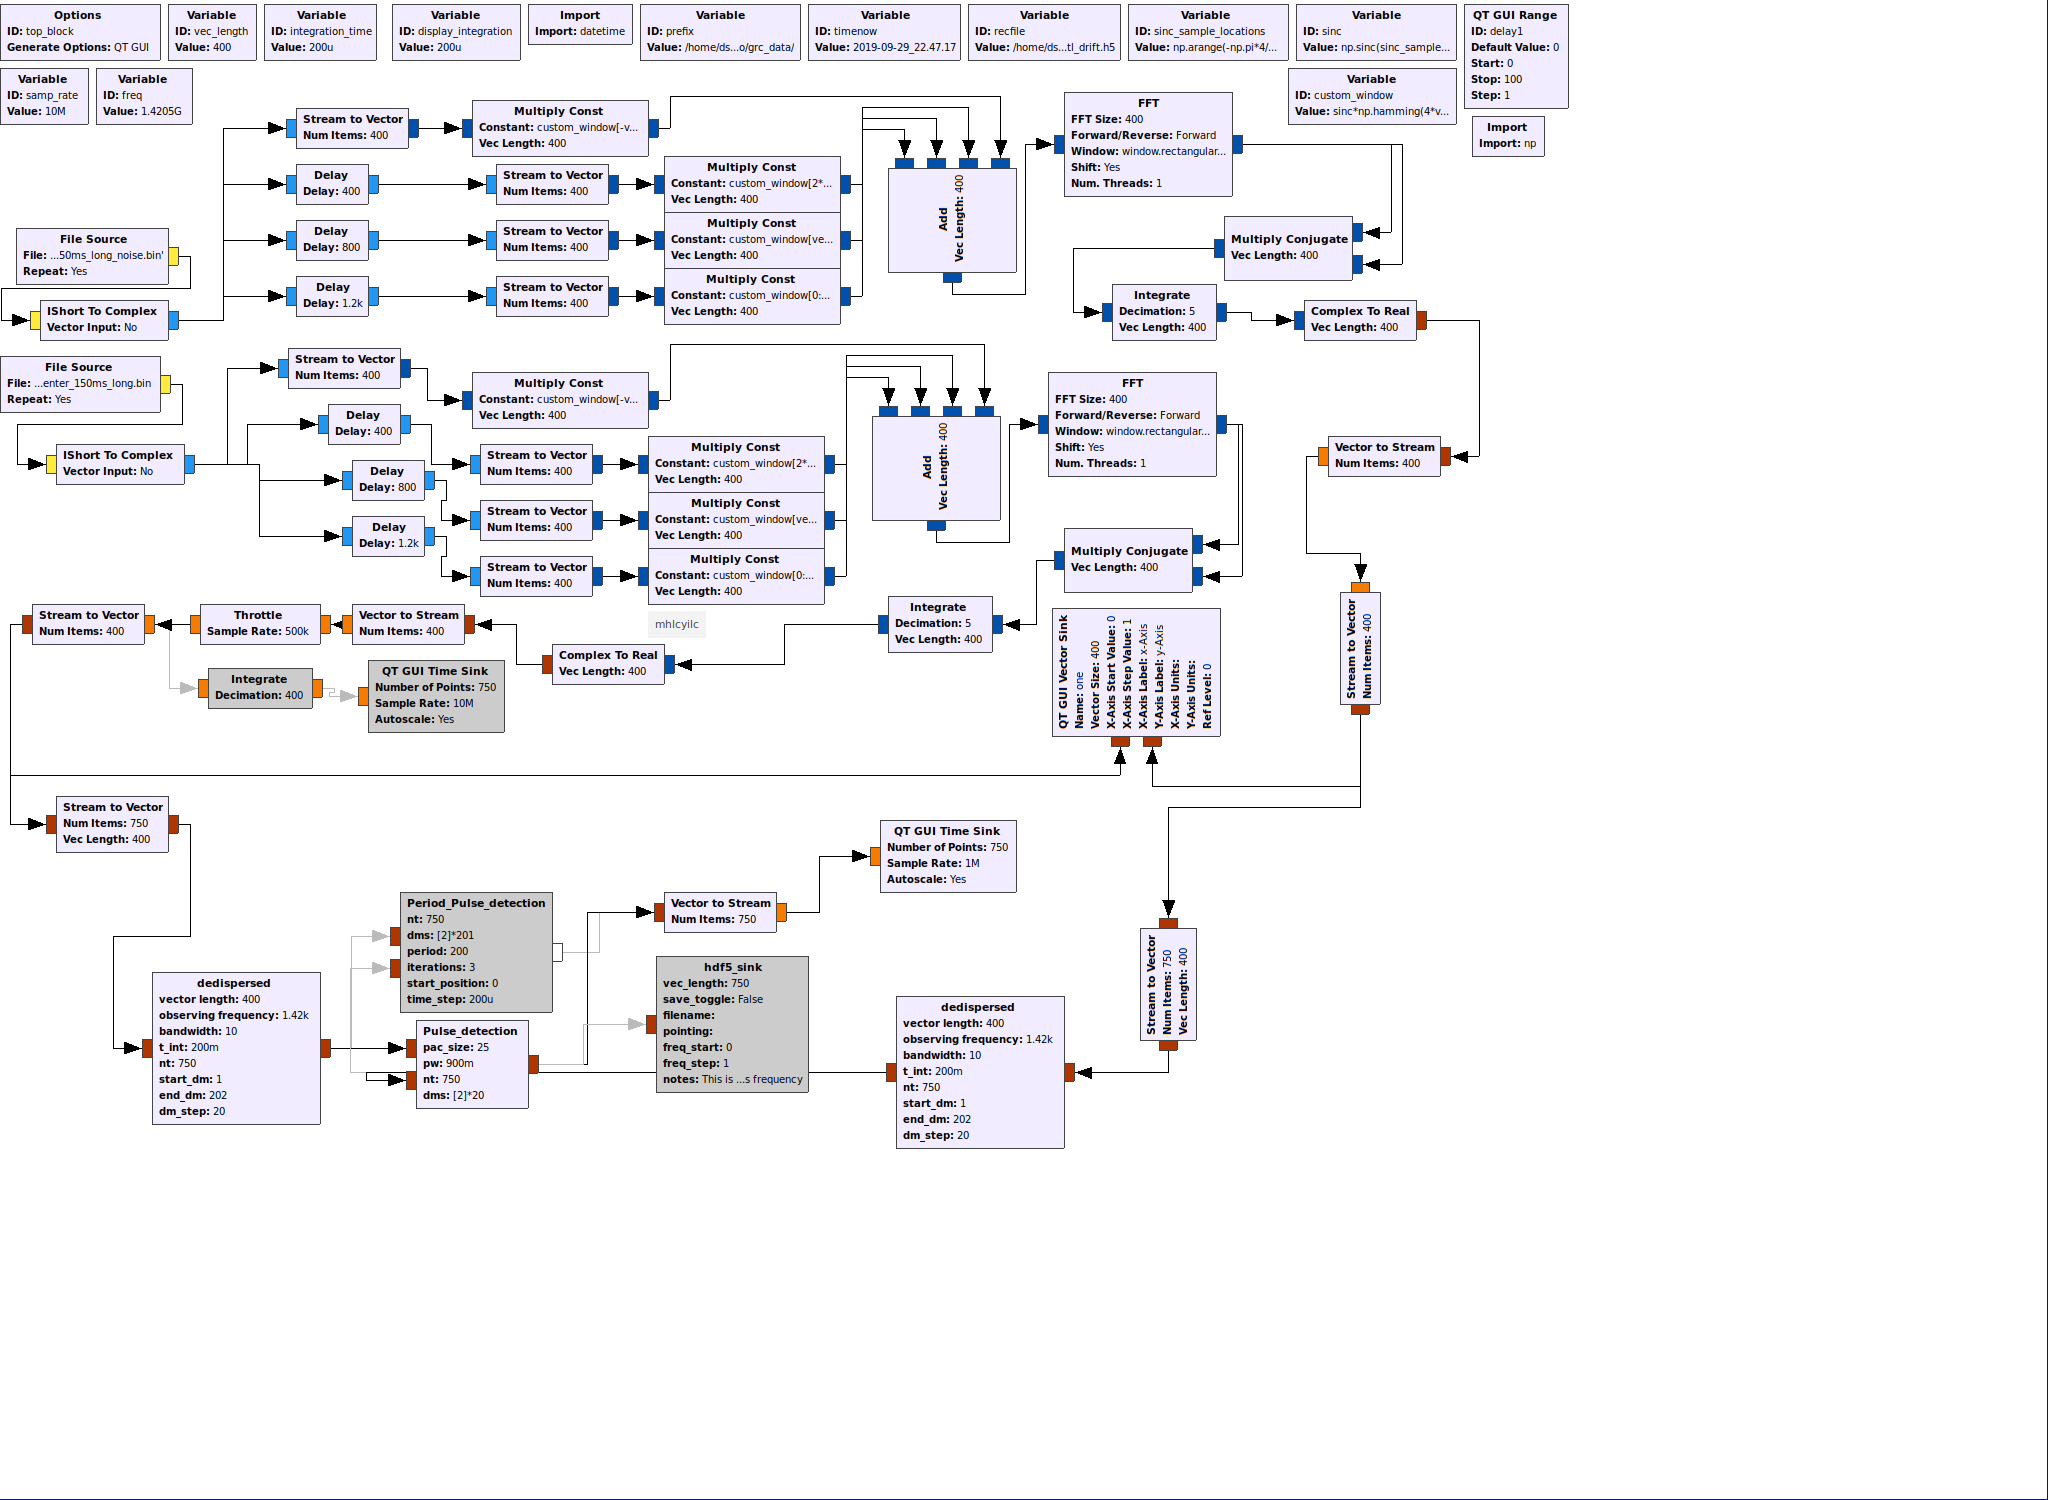 Options
ID: top_block
Generate Options: QT GUI
Variable
ID: vec_length
Value: 400
Variable
ID: integration_time
Value: 200u
Variable
ID: display_integration
Value: 200u
Import
Import: datetime
Variable
ID: prefix
Value: /home/ds...o/grc_data/
Variable
ID: timenow
Value: 2019-09-29_22.47.17
Variable
ID: recfile
Value: /home/ds...tl_drift.h5
Variable
ID: sinc_sample_locations
Value: np.arange(-np.pi*4/...
Variable
ID: sinc
Value: np.sinc(sinc_sample...
QT GUI Range
ID: delay1
Default Value: 0
Start: 0
Stop: 100
Step: 1
Variable
ID: samp_rate
Value: 10M
Variable
ID: freq
Value: 1.4205G
Variable
ID: custom_window
Value: sinc*np.hamming(4*v...
Import
Import: np
Stream to Vector
Num Items: 400
Multiply Const
Constant: custom_window[-v...
Vec Length: 400
FFT
FFT Size: 400
Forward/Reverse: Forward
Window: window.rectangular...
Shift: Yes
Num. Threads: 1
Delay
Delay: 400
Stream to Vector
Num Items: 400
Multiply Const
Constant: custom_window[2*...
Vec Length: 400
Add
Vec Length: 400
Delay
Delay: 800
Stream to Vector
Num Items: 400
Multiply Const
Constant: custom_window[ve...
Vec Length: 400
File Source
File: ...50ms_long_noise.bin'
Repeat: Yes
Multiply Conjugate
Vec Length: 400
Delay
Delay: 1.2k
Stream to Vector
Num Items: 400
Multiply Const
Constant: custom_window[0:...
Vec Length: 400
IShort To Complex
Vector Input: No
Integrate
Decimation: 5
Vec Length: 400
Complex To Real
Vec Length: 400
File Source
File: ...enter_150ms_long.bin
Repeat: Yes
Stream to Vector
Num Items: 400
Multiply Const
Constant: custom_window[-v...
Vec Length: 400
FFT
FFT Size: 400
Forward/Reverse: Forward
Window: window.rectangular...
Shift: Yes
Num. Threads: 1
Delay
Delay: 400
IShort To Complex
Vector Input: No
Stream to Vector
Num Items: 400
Multiply Const
Constant: custom_window[2*...
Vec Length: 400
Add
Vec Length: 400
Vector to Stream
Num Items: 400
Delay
Delay: 800
Stream to Vector
Num Items: 400
Multiply Const
Constant: custom_window[ve...
Vec Length: 400
Delay
Delay: 1.2k
Stream to Vector
Num Items: 400
Multiply Const
Constant: custom_window[0:...
Vec Length: 400
Multiply Conjugate
Vec Length: 400
Stream to Vector
Num Items: 400
Throttle
Sample Rate: 500k
Vector to Stream
Num Items: 400
mhlcyilc
Integrate
Decimation: 5
Vec Length: 400
QT GUI Vector Sink
Name: one
Vector Size: 400
X-Axis Start Value: 0
X-Axis Step Value: 1
X-Axis Label: x-Axis
Y-Axis Label: y-Axis
X-Axis Units:
Y-Axis Units:
Ref Level: 0
Stream to Vector
Num Items: 400
Complex To Real
Vec Length: 400
Integrate
Decimation: 400
QT GUI Time Sink
Number of Points: 750
Sample Rate: 10M
Autoscale: Yes
Stream to Vector
Num Items: 750
Vec Length: 400
QT GUI Time Sink
Number of Points: 750
Sample Rate: 1M
Autoscale: Yes
Period_Pulse_detection
nt: 750
dms: [2]*201
period: 200
iterations: 3
start_position: 0
time_step: 200u
Vector to Stream
Num Items: 750
Stream to Vector
Num Items: 750
Vec Length: 400
dedispersed
vector length: 400
observing frequency: 1.42k
bandwidth: 10
t_int: 200m
nt: 750
start_dm: 1
end_dm: 202
dm_step: 20
Pulse_detection
pac_size: 25
pw: 900m
nt: 750
dms: [2]*20
hdf5_sink
vec_length: 750
save_toggle: False
filename:
pointing:
freq_start: 0
freq_step: 1
notes: This is ...s frequency
dedispersed
vector length: 400
observing frequency: 1.42k
bandwidth: 10
t_int: 200m
nt: 750
start_dm: 1
end_dm: 202
dm_step: 20